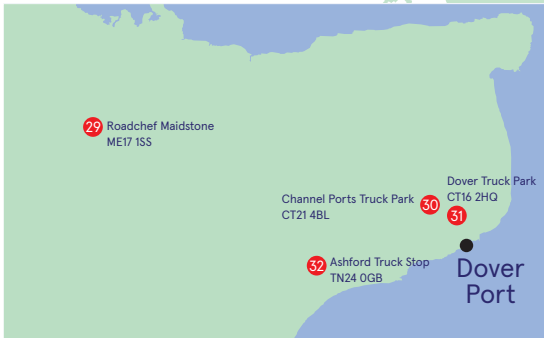 29 Roadchef Maidstone
ME17 1SS
Dover Truck Park
CT16 2HQ
31
Channel Ports Truck Park 30
CT21 4BL
32 Ashford Truck Stop
TN24 0GB
Dover
Port